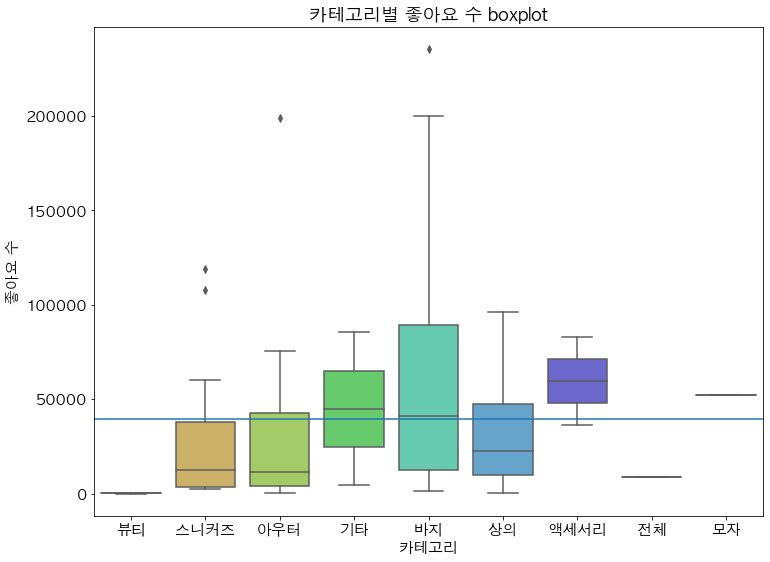 카테고리별 좋아요 수 boxplot
좋아요 수
200000
150000
100000
50000
0
뷰티 스니커즈 아우터 기타 바지 상의 액세서리 전체 모자
카테고리